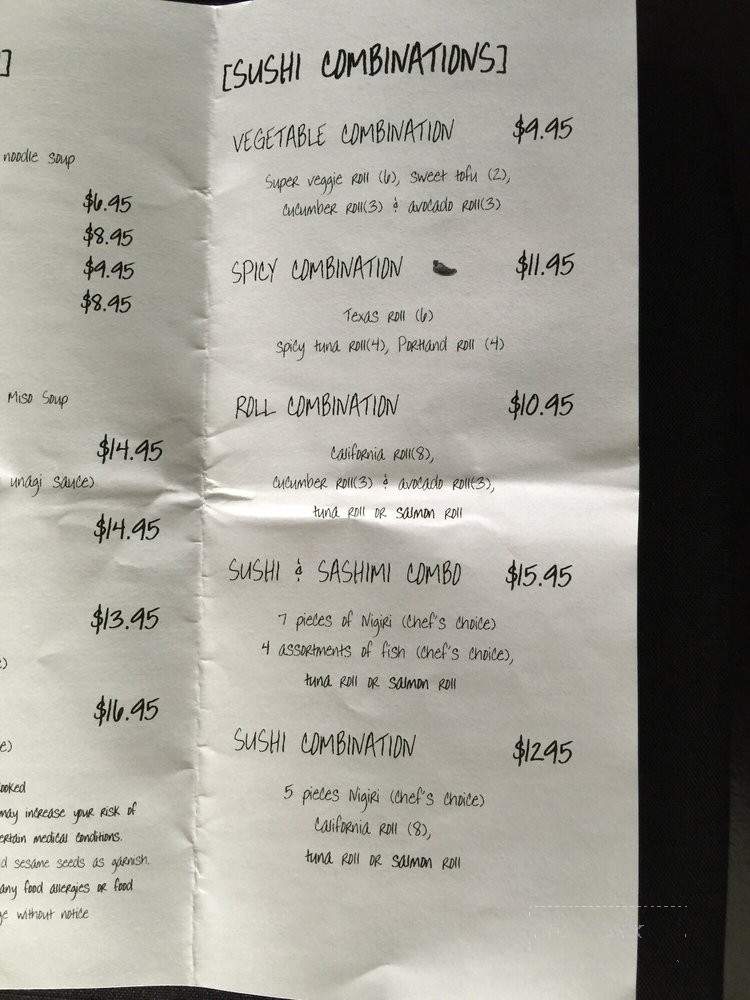 ]
noodle soup
$6.95
$8.95
$9.95
$8.95
Miso Soup
$14.95
unagi sauce)
$14.95
$13.95
)
$16.95
e)
ooked
may increase your risk of
ertain medical conditions.
d sesame seeds as garnish.
any food allergies or food
ge without notice
[SUSHI COMBINATIONS]
VEGETABLE COMBINATION $9.95
Super veggie roll (6), sweet tofu (2),
cucumber roll(3) & avocado roll(3)
SPICY COMBINATION $11.95
Texas roll (6)
spicy tuna roll(4), Portland roll (4)
ROLL COMBINATION $10.95
California roll(8),
cucumber roll(3) & avocado roll(3),
tuna roll OR salmon roll
SUSHI & SASHIMI COMBO $15.95
7 pieces of Nigiri (chef's choice)
4 assortments of fish (chef's choice),
tuna roll OR salmon roll
SUSHI COMBINATION $1295
5 pieces Nigiri (chef's choice)
California roll (8),
tuna roll OR salmon roll